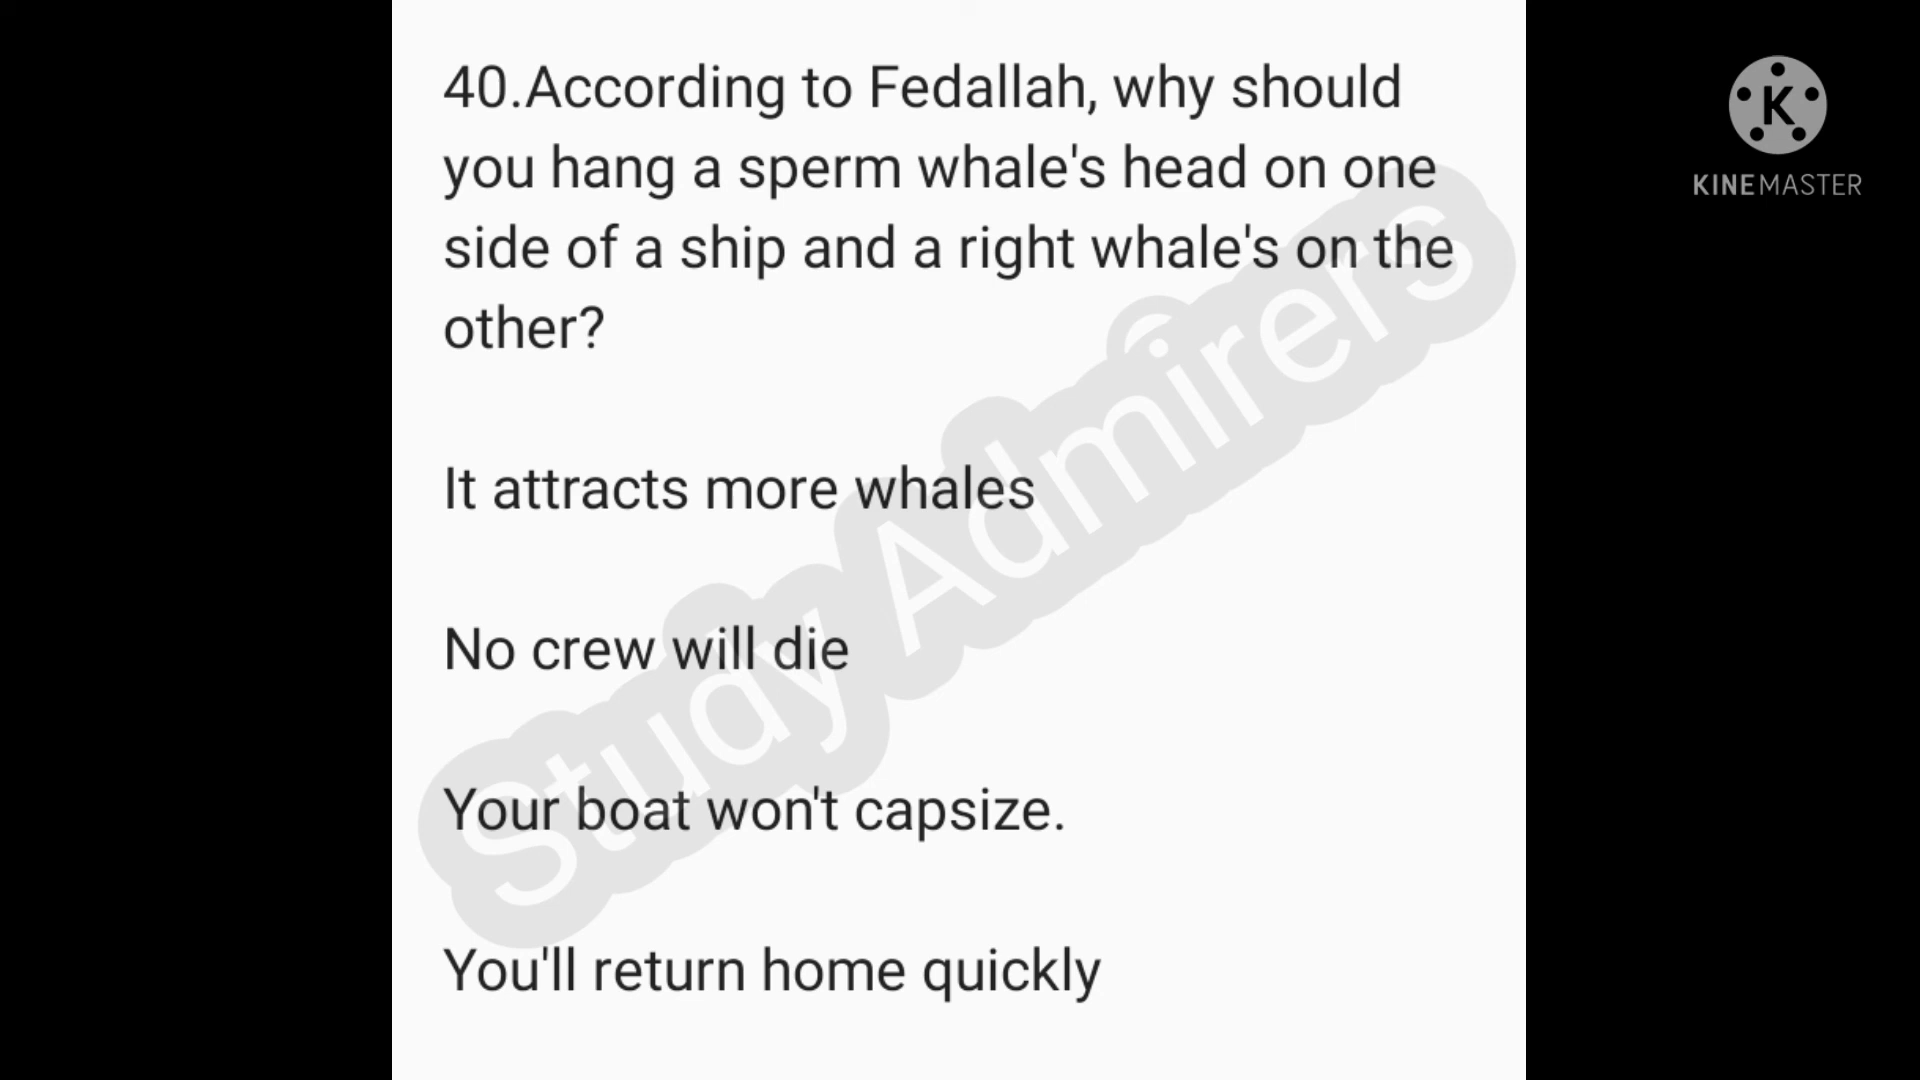 40.According to Fedallah, why should
you hang a sperm whale's head on one
side of a ship and a right whale's on the
other?
It attracts more whales
No crew will die
Your boat won't capsize.
You'll return home quickly
Study Admirers
K
KINEMASTER